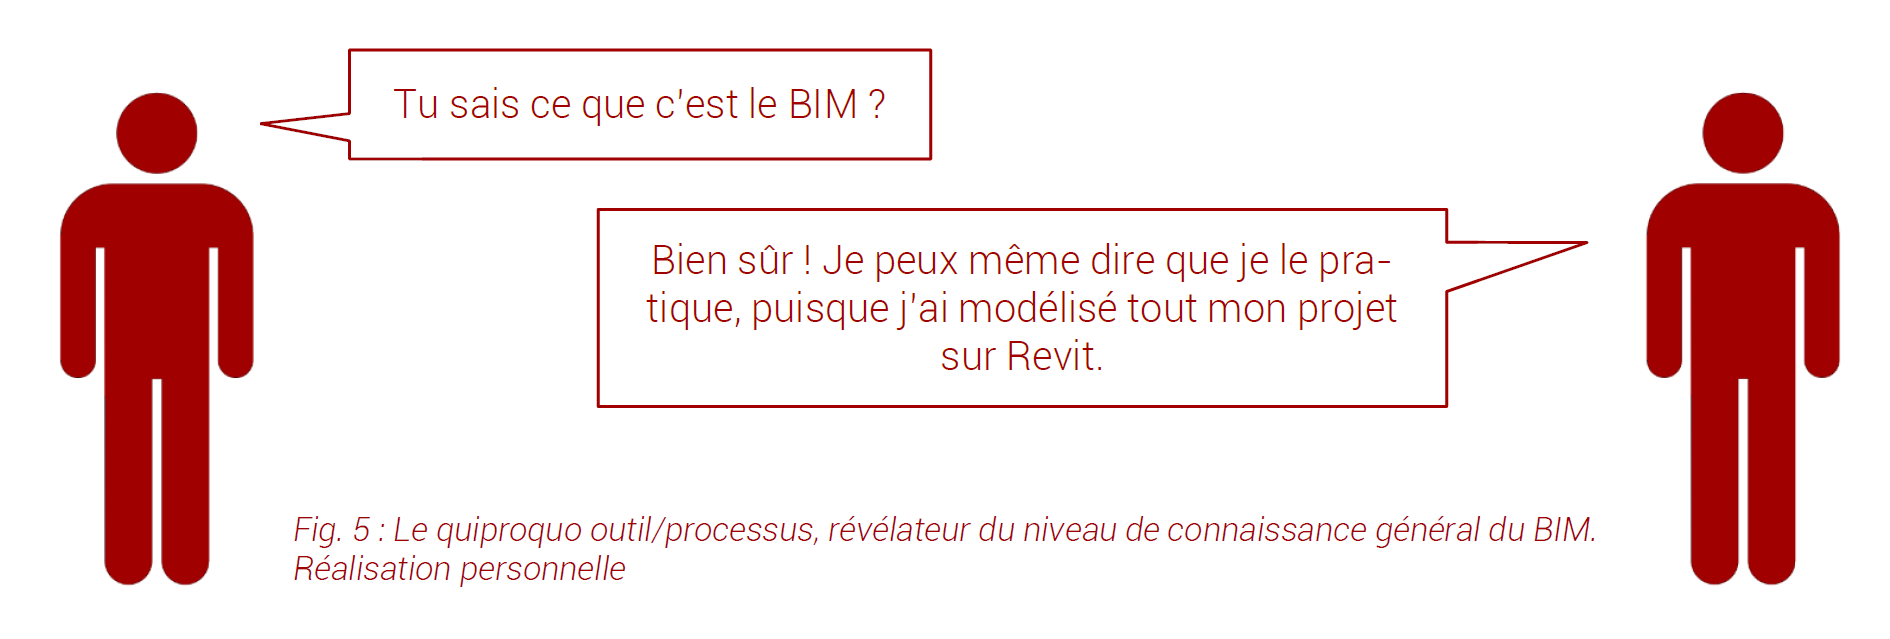 Tu sais ce que c'est le BIM ?
Bien sûr ! Je peux même dire que je le pra-
tique, puisque j'ai modélisé tout mon projet
sur Revit.
Fig. 5 : Le quiproquo outil/processus, révélateur du niveau de connaissance général du BIM.
Réalisation personnelle